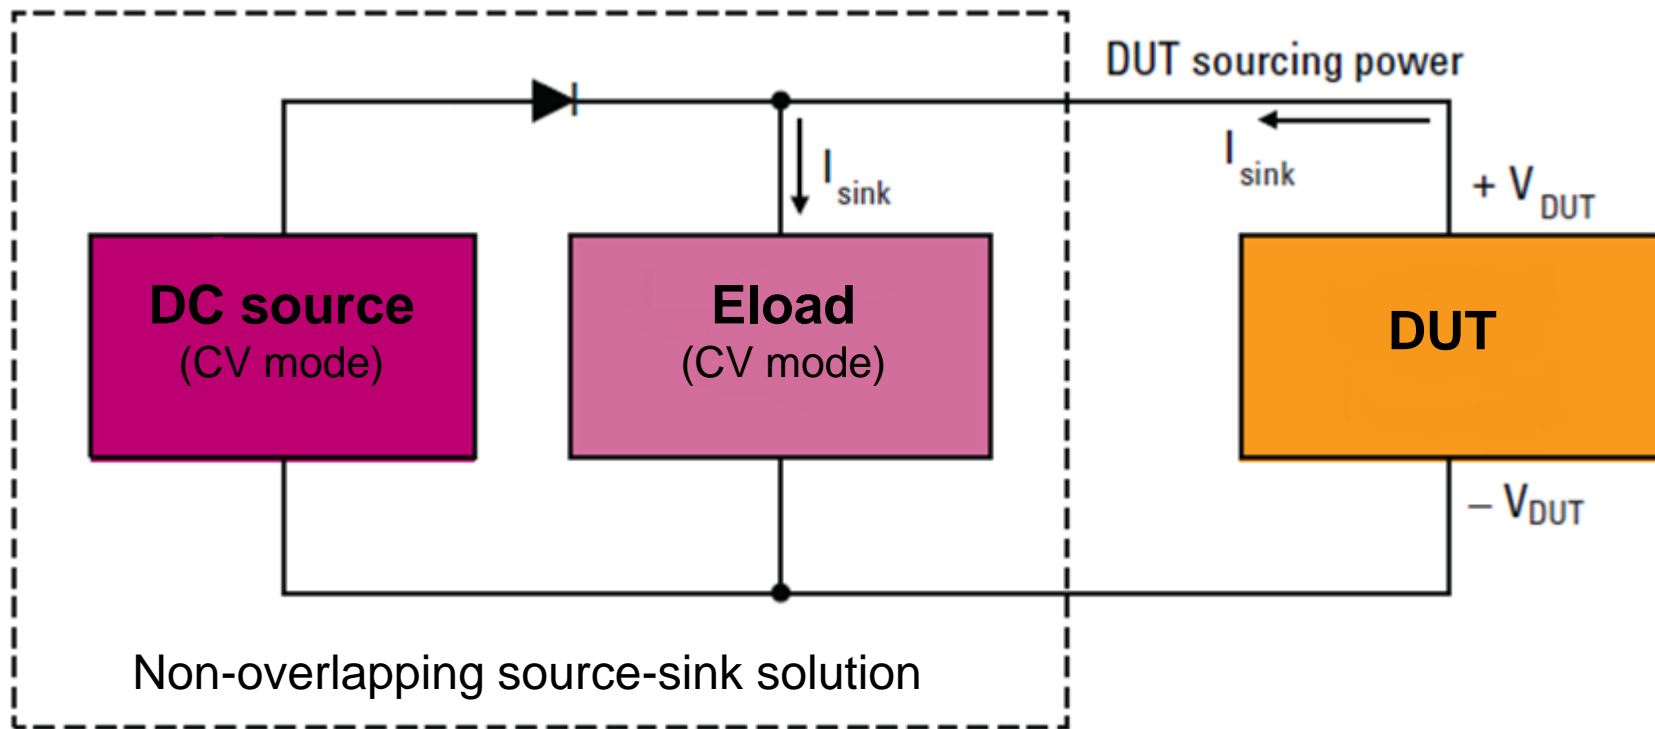 DUT sourcing power
I sink
I sink
+ V DUT
DC source
(CV mode)
Eload
(CV mode)
DUT
– VDUT
Non-overlapping source-sink solution